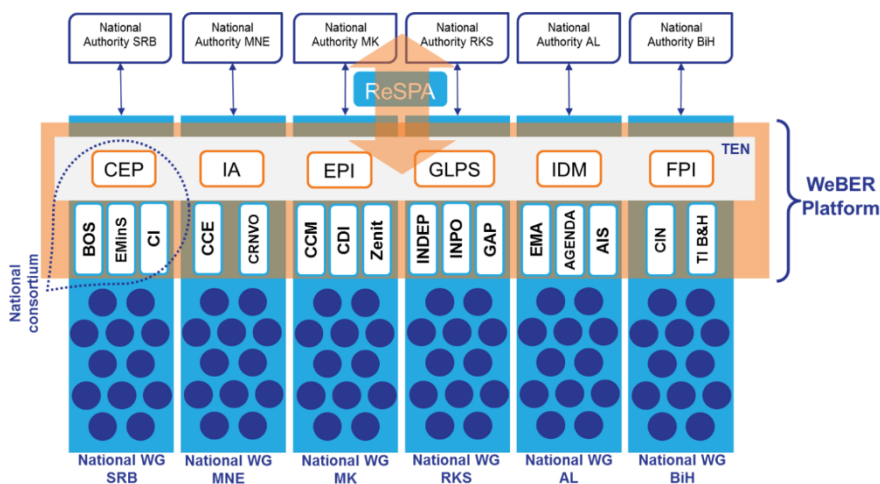 National
Authority SRB
National
Authority MNE
National
Authority MK
National
Authority RKS
National
Authority AL
National
Authority BiH
ReSPA
TEN
CEP
IA
EPI
GLPS
IDM
FPI
WeBER
Platform
BOS
EMinS
CI
CCE
CRNVO
CCM
CDI
Zenit
INDEP
INPO
GAP
EMA
AGENDA
AIS
CIN
TI B&H
National
consortium
National WG
SRB
National WG
MNE
National WG
MK
National WG
RKS
National WG
AL
National WG
BiH